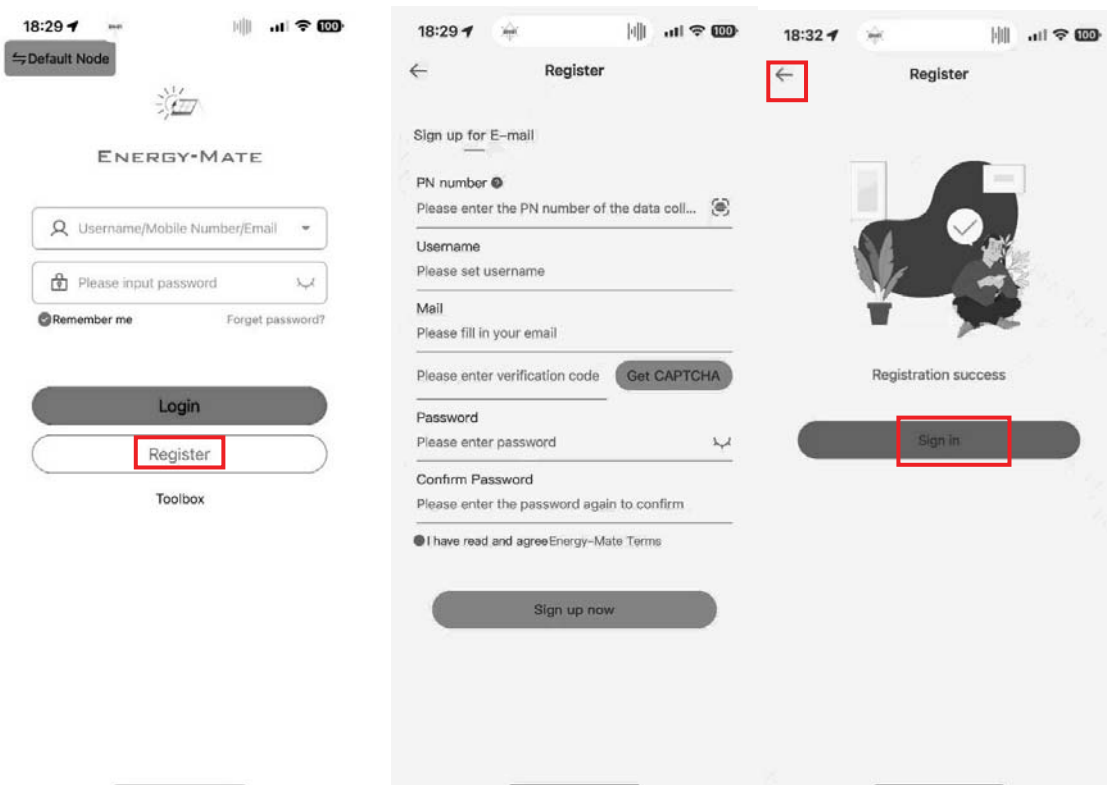 18:29
100
Default Node
ENERGY-MATE
Username/Mobile Number/Email
Please input password
Remember me
Forget password?
Login
Register
Toolbox
18:29
100
Register
Sign up for E-mail
PN number
Please enter the PN number of the data coll...
Username
Please set username
Mail
Please fill in your email
Please enter verification code
Get CAPTCHA
Password
Please enter password
Confirm Password
Please enter the password again to confirm
I have read and agree Energy-Mate Terms
Sign up now
18:32
100
Register
Registration success
Sign in